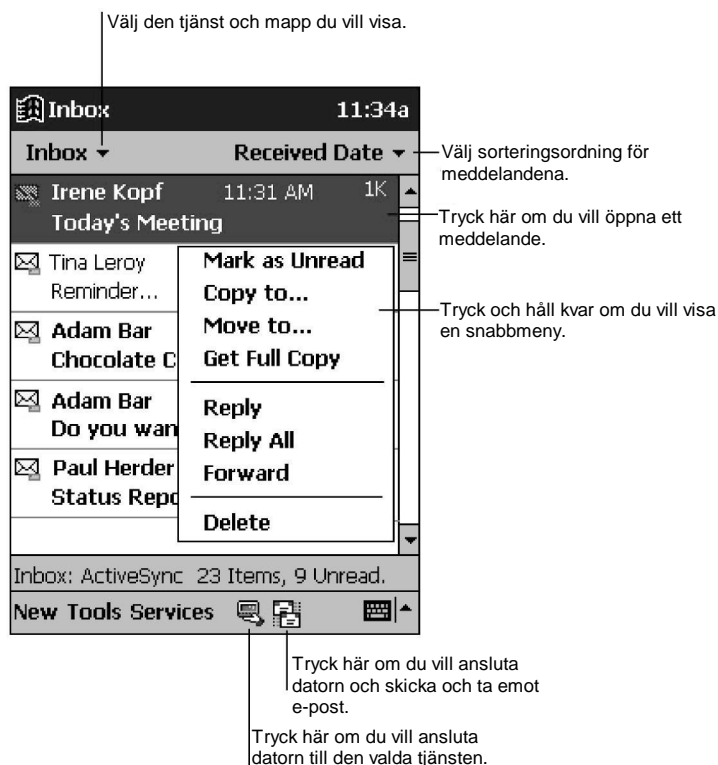 Välj den tjänst och mapp du vill visa.
Inbox 11:34a
Inbox Received Date
Välj sorteringsordning för
meddelandena.
Irene Kopf 11:31 AM 1K
Today's Meeting
Tryck här om du vill öppna ett
meddelande.
Tina Leroy
Reminder...
Adam Bar
Chocolate C
Adam Bar
Do you wan
Paul Herder
Status Repo
Mark as Unread
Copy to...
Move to...
Get Full Copy
Reply
Reply All
Forward
Delete
Tryck och håll kvar om du vill visa
en snabbmeny.
Inbox: ActiveSync 23 Items, 9 Unread.
New Tools Services
Tryck här om du vill ansluta
datorn och skicka och ta emot
e-post.
Tryck här om du vill ansluta
datorn till den valda tjänsten.